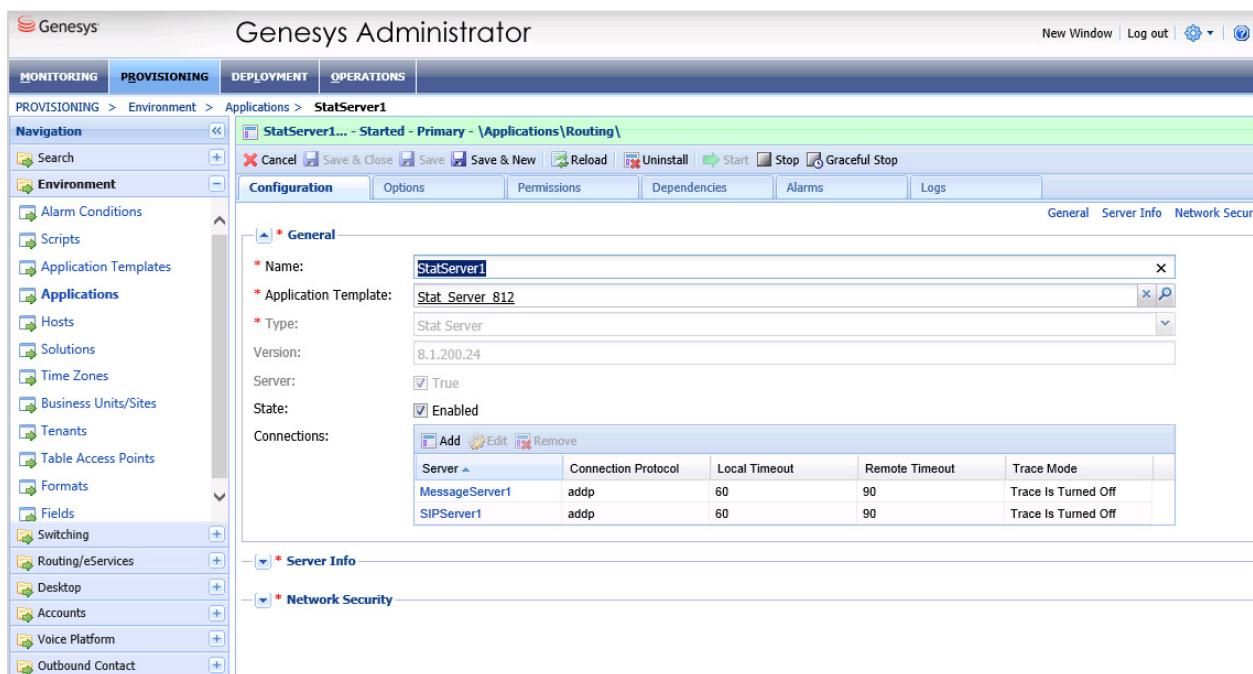 Genesys
Genesys Administrator
New Window Log out
MONITORING PROVISIONING DEPLOYMENT OPERATIONS
PROVISIONING > Environment > Applications > StatServer1
Navigation
Search
Environment
Alarm Conditions
Scripts
Application Templates
Applications
Hosts
Solutions
Time Zones
Business Units/Sites
Tenants
Table Access Points
Formats
Fields
Switching
Routing/eServices
Desktop
Accounts
Voice Platform
Outbound Contact
StatServer1... - Started - Primary - \Applications\Routing\
Cancel Save & Close Save Save & New Reload Uninstall Start Stop Graceful Stop
Configuration Options Permissions Dependencies Alarms Logs
General Server Info Network Secur
* General
* Name: StatServer1
* Application Template: Stat_Server_812
* Type: Stat Server
Version: 8.1.200.24
Server: True
State: Enabled
Connections: Add Edit Remove
Server Connection Protocol Local Timeout Remote Timeout Trace Mode
MessageServer1 addp 60 90 Trace Is Turned Off
SIPServer1 addp 60 90 Trace Is Turned Off
* Server Info
* Network Security